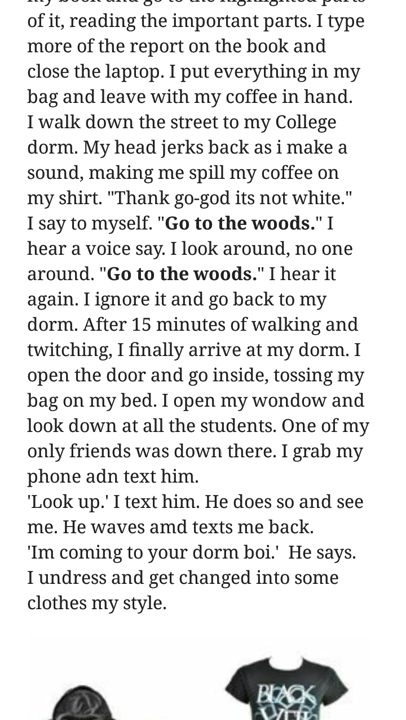 of it, reading the important parts. I type
more of the report on the book and
close the laptop. I put everything in my
bag and leave with my coffee in hand.
I walk down the street to my College
dorm. My head jerks back as i make a
sound, making me spill my coffee on
my shirt. "Thank go-god its not white."
I say to myself. "Go to the woods." I
hear a voice say. I look around, no one
around. "Go to the woods." I hear it
again. I ignore it and go back to my
dorm. After 15 minutes of walking and
twitching, I finally arrive at my dorm. I
open the door and go inside, tossing my
bag on my bed. I open my wondow and
look down at all the students. One of my
only friends was down there. I grab my
phone adn text him.
'Look up.' I text him. He does so and see
me. He waves amd texts me back.
'Im coming to your dorm boi.'  He says.
I undress and get changed into some
clothes my style.
BLACK
VEIL